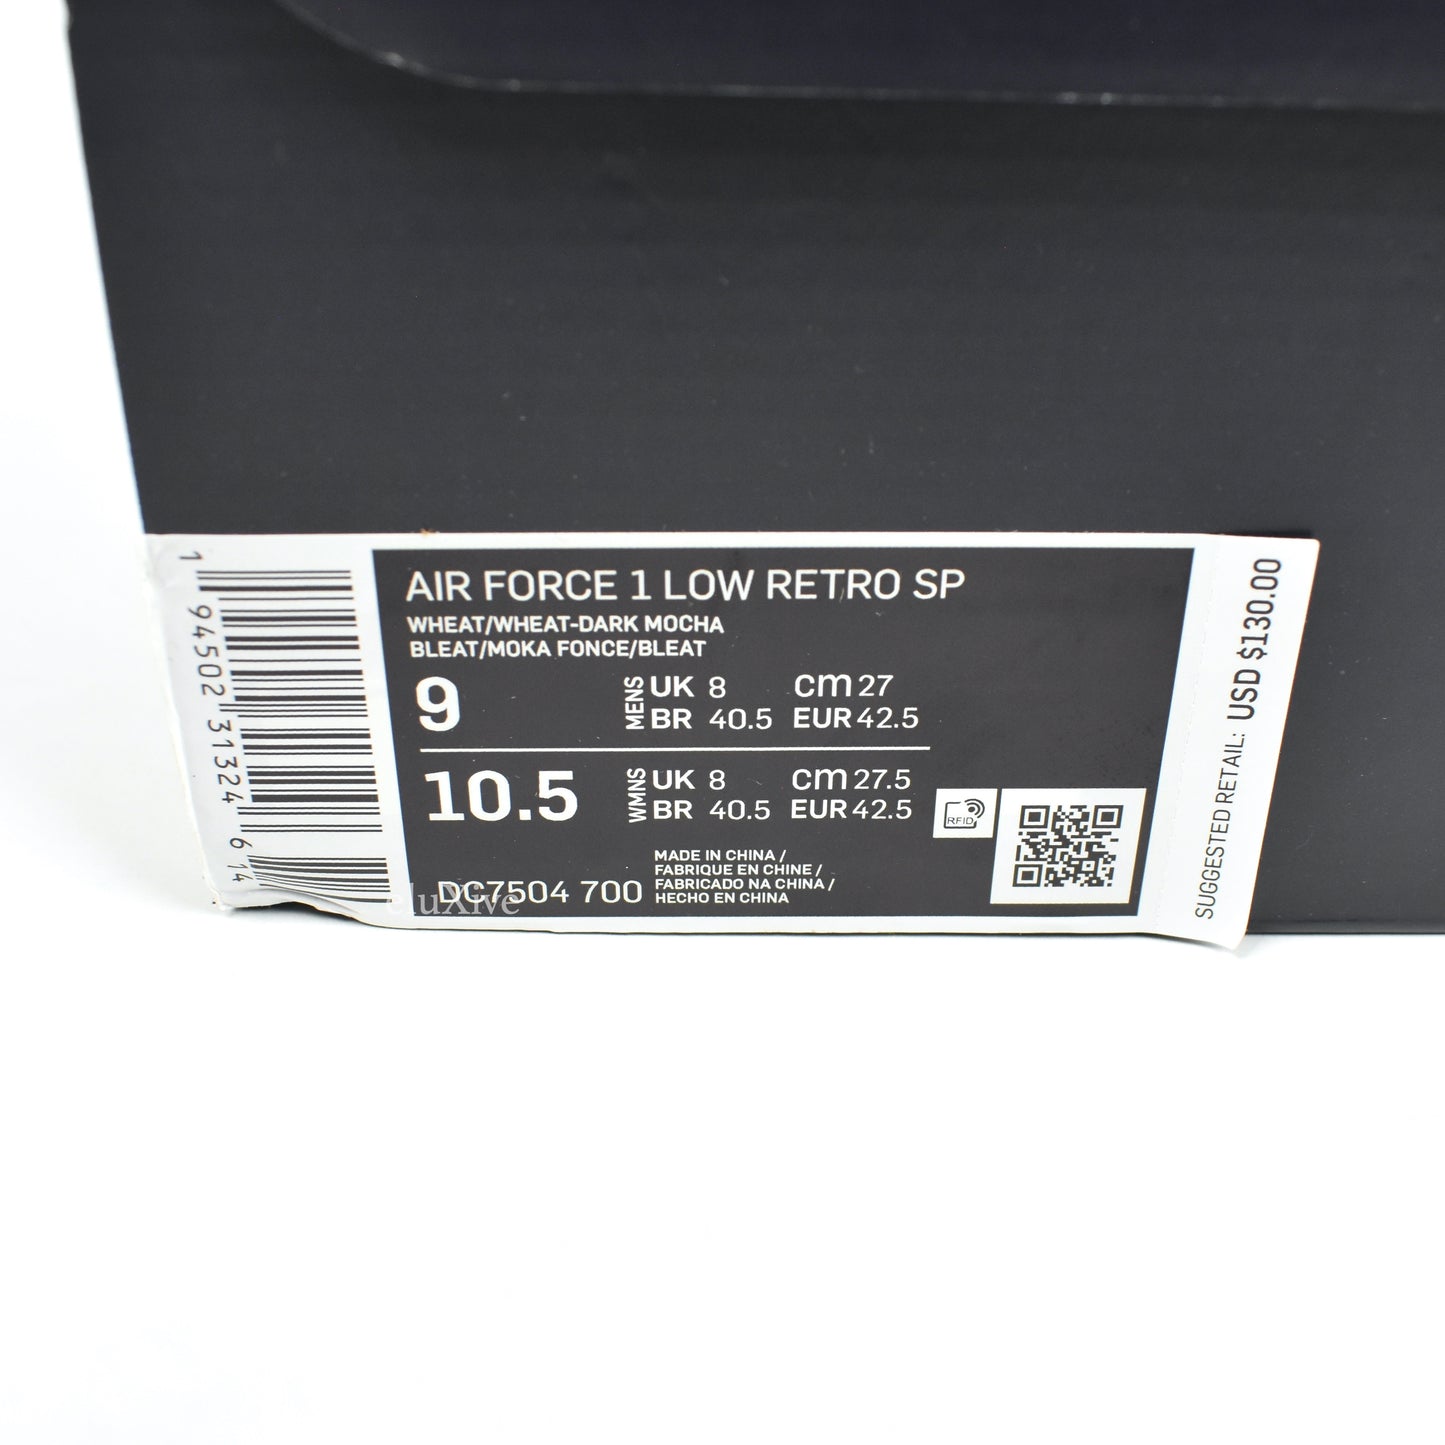 AIR FORCE 1 LOW RETRO SP
WHEAT/WHEAT-DARK MOCHA
BLEAT/MOKA FONCE/BLEAT
9 MENS UK 8 cm 27
BR 40.5 EUR 42.5
10.5 WMNS UK 8 cm 27.5
BR 40.5 EUR 42.5
RFID
MADE IN CHINA /
FABRIQUE EN CHINE /
FABRICADO NA CHINA /
HECHO EN CHINA
DC7504 700
eluXive
1 94502 31324 6 14
SUGGESTED RETAIL: USD $130.00